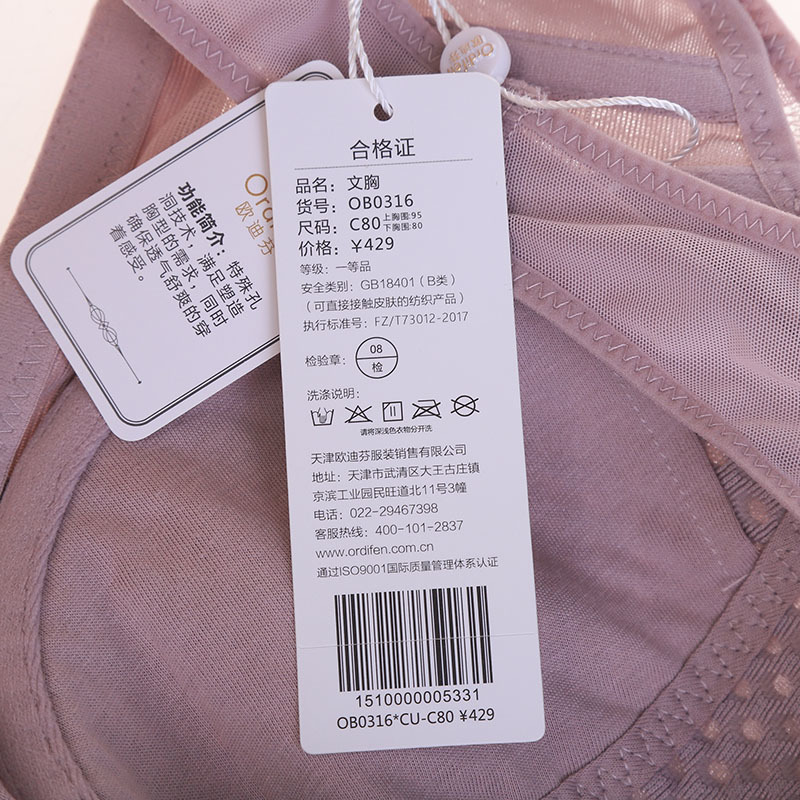 合格证
品名：文胸
货号：OB0316
尺码：C80 上胸围:95 下胸围:80
价格：￥429
等级：一等品
安全类别：GB18401（B类）
（可直接接触皮肤的纺织产品）
执行标准号：FZ/T73012-2017
检验章： 08 检
洗涤说明：
请将深浅色衣物分开洗
天津欧迪芬服装销售有限公司
地址：天津市武清区大王古庄镇
京滨工业园民旺道北11号3幢
电话：022-29467398
客服热线：400-101-2837
www.ordifen.com.cn
通过ISO9001国际质量管理体系认证
1510000005331
OB0316*CU-C80 ￥429
欧迪芬
功能简介：特殊孔
洞技术，满足塑造
胸型的需求，同时
确保透气舒爽的穿
着感受。
Ordifen
欧迪芬